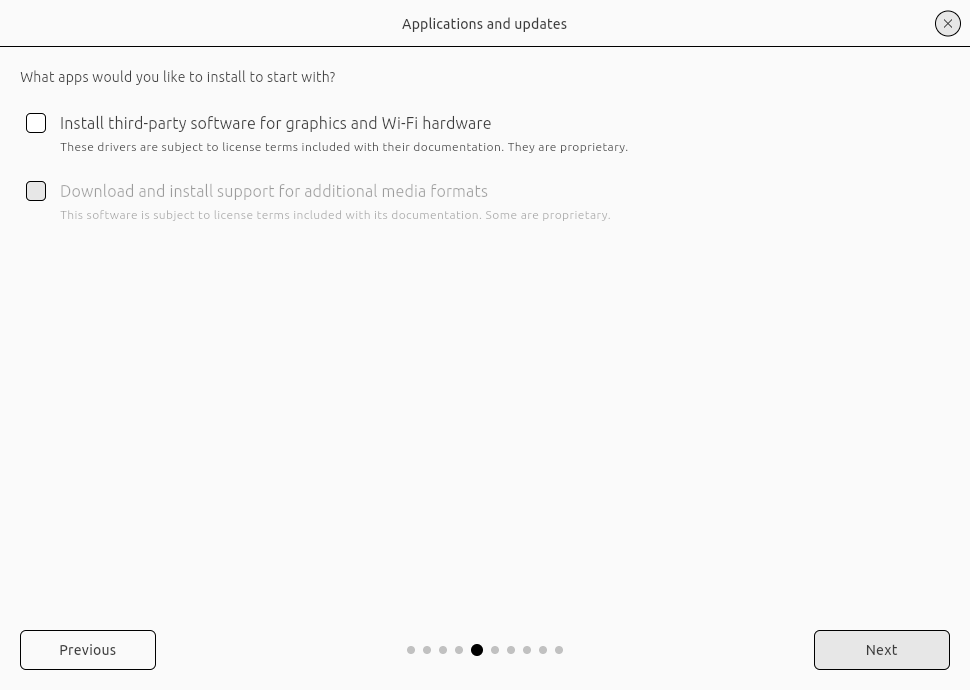 Applications and updates
What apps would you like to install to start with?
Install third-party software for graphics and Wi-Fi hardware
These drivers are subject to license terms included with their documentation. They are proprietary.
Download and install support for additional media formats
This software is subject to license terms included with its documentation. Some are proprietary.
Previous
Next